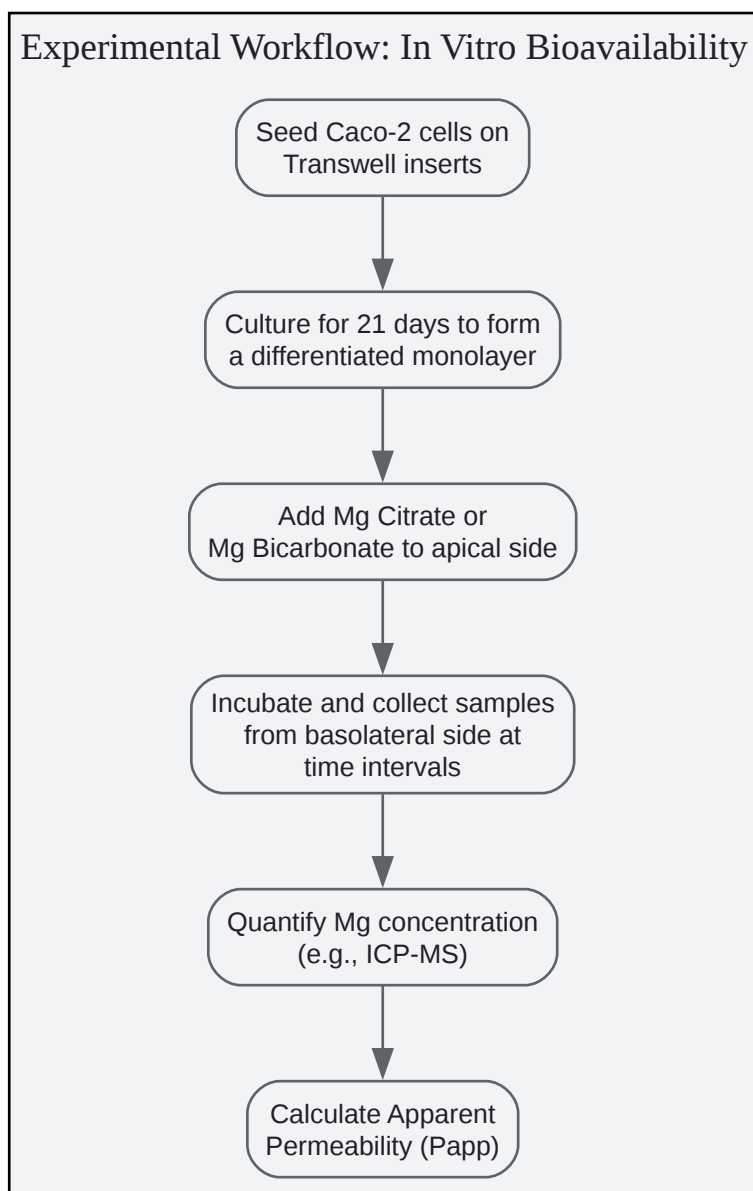 Experimental Workflow: In Vitro Bioavailability
Seed Caco-2 cells on
Transwell inserts
Culture for 21 days to form
a differentiated monolayer
Add Mg Citrate or
Mg Bicarbonate to apical side
Incubate and collect samples
from basolateral side at
time intervals
Quantify Mg concentration
(e.g., ICP-MS)
Calculate Apparent
Permeability (Papp)